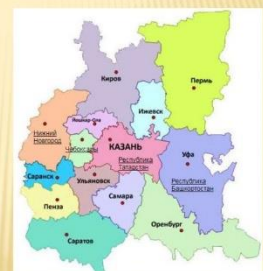 Киров
Пермь
Йошкар-Ола
Ижевск
Нижний
Новгород
Чебоксары
КАЗАНЬ
Республика
Татарстан
Уфа
Республика
Башкортостан
Саранск
Ульяновск
Пенза
Самара
Оренбург
Саратов